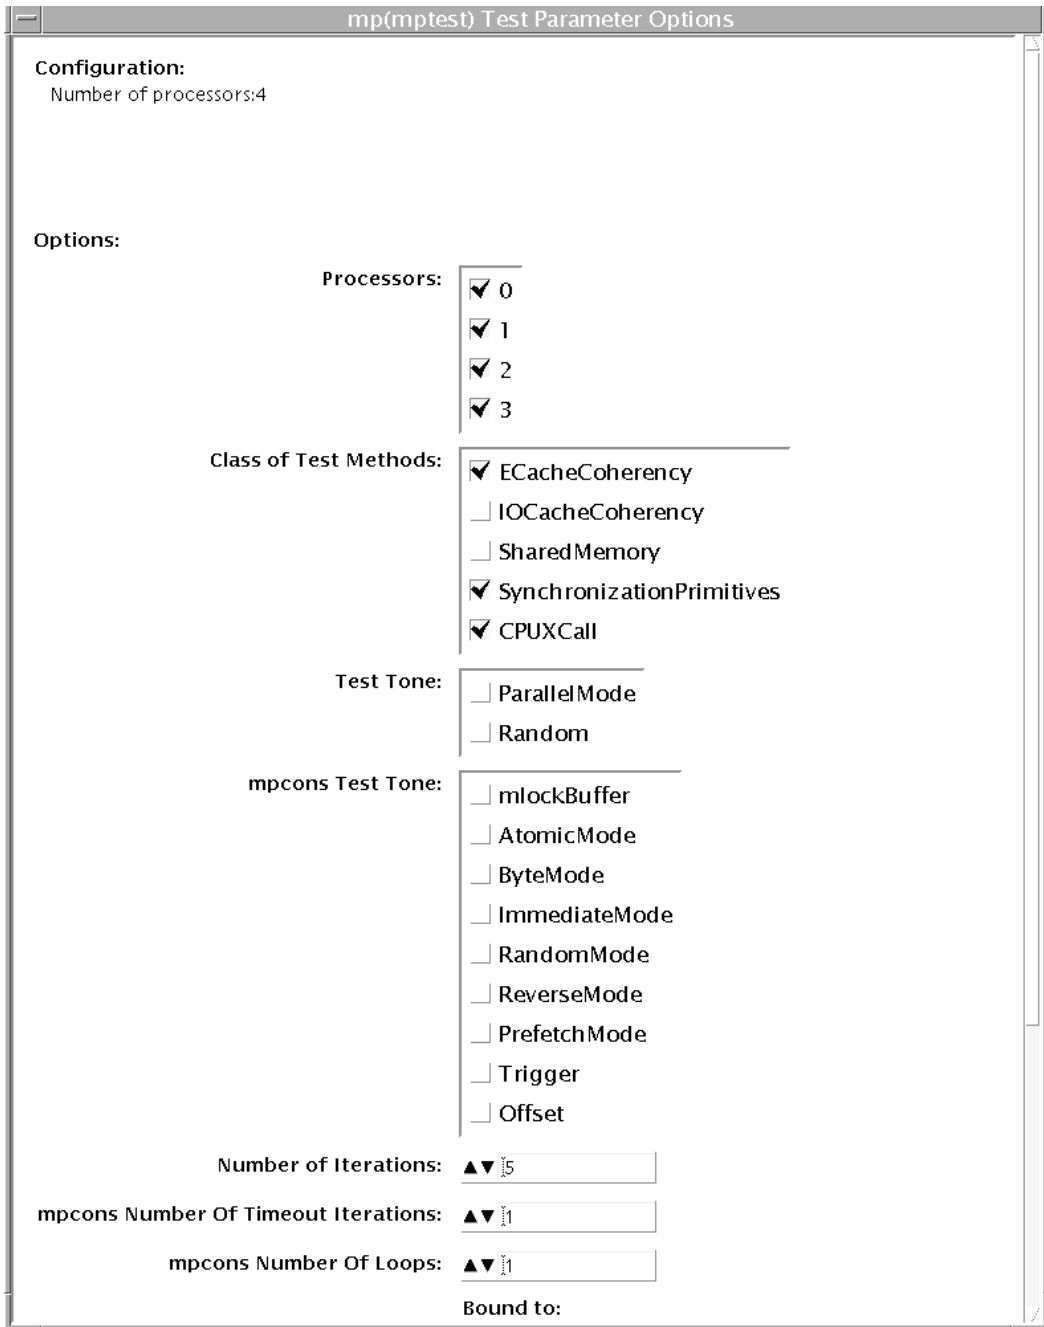 mp(mptest) Test Parameter Options
Configuration:
Number of processors:4
Options:
Processors:
0
1
2
3
Class of Test Methods:
ECacheCoherency
IOCacheCoherency
SharedMemory
SynchronizationPrimitives
CPUXCall
Test Tone:
ParallelMode
Random
mpcons Test Tone:
mlockBuffer
AtomicMode
ByteMode
ImmediateMode
RandomMode
ReverseMode
PrefetchMode
Trigger
Offset
Number of Iterations: 5
mpcons Number Of Timeout Iterations: 1
mpcons Number Of Loops: 1
Bound to: